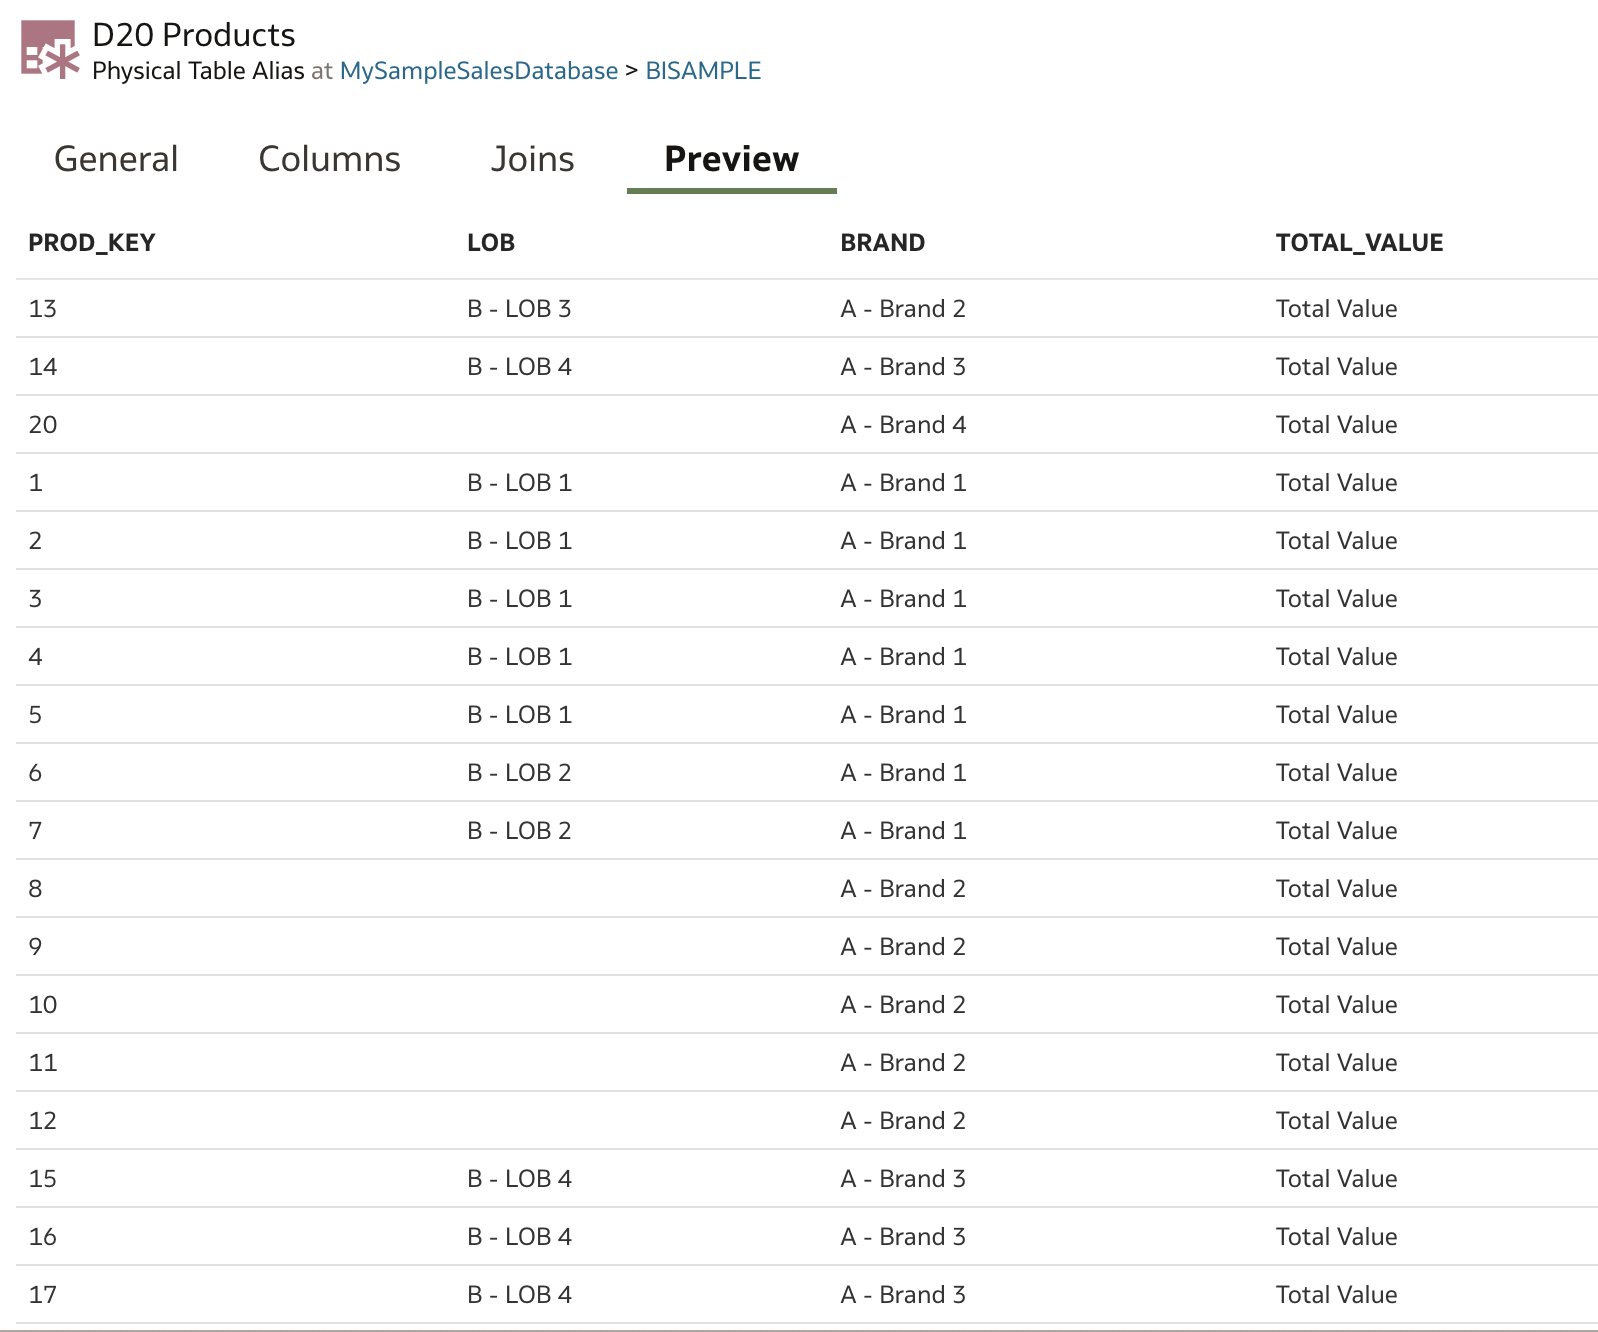 D20 Products
Physical Table Alias at MySampleSalesDatabase > BISAMPLE
General Columns Joins Preview
PROD_KEY LOB BRAND TOTAL_VALUE
13 B - LOB 3 A - Brand 2 Total Value
14 B - LOB 4 A - Brand 3 Total Value
20 A - Brand 4 Total Value
1 B - LOB 1 A - Brand 1 Total Value
2 B - LOB 1 A - Brand 1 Total Value
3 B - LOB 1 A - Brand 1 Total Value
4 B - LOB 1 A - Brand 1 Total Value
5 B - LOB 1 A - Brand 1 Total Value
6 B - LOB 2 A - Brand 1 Total Value
7 B - LOB 2 A - Brand 1 Total Value
8 A - Brand 2 Total Value
9 A - Brand 2 Total Value
10 A - Brand 2 Total Value
11 A - Brand 2 Total Value
12 A - Brand 2 Total Value
15 B - LOB 4 A - Brand 3 Total Value
16 B - LOB 4 A - Brand 3 Total Value
17 B - LOB 4 A - Brand 3 Total Value